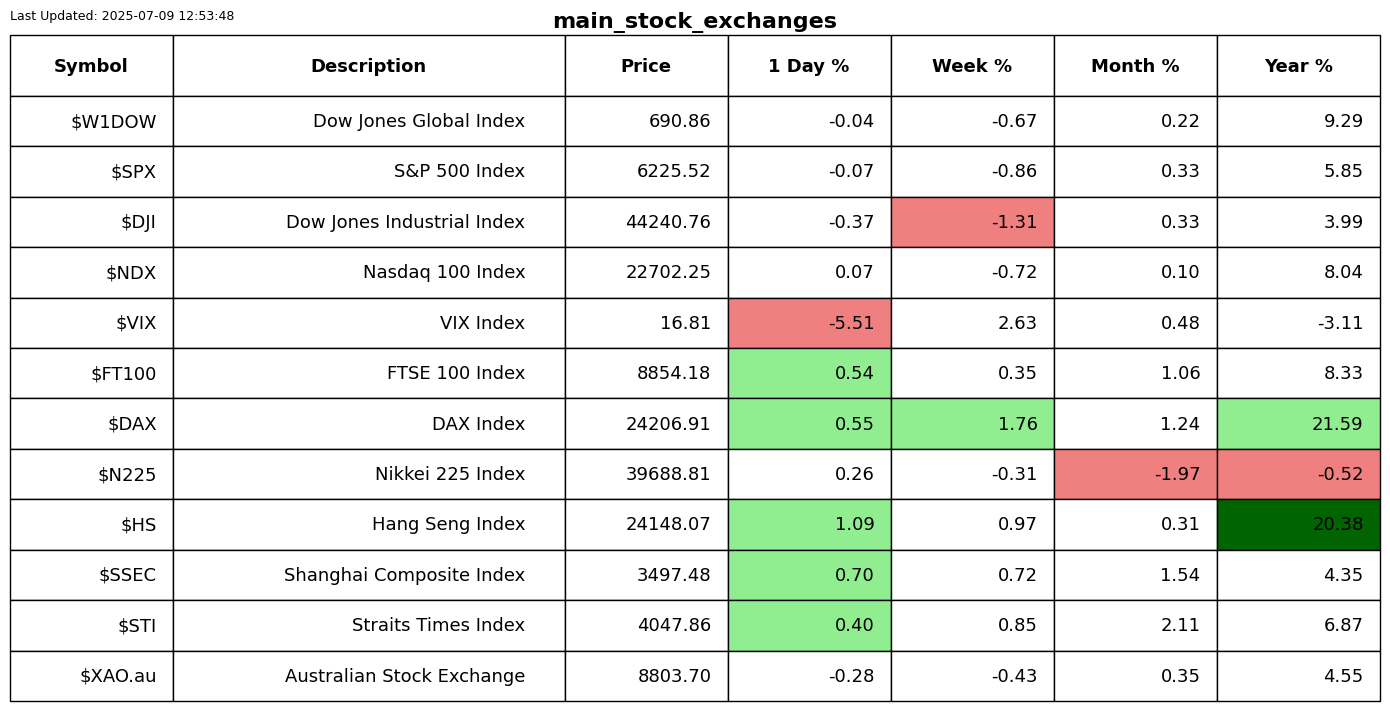 Last Updated: 2025-07-09 12:53:48
main_stock_exchanges
Symbol Description Price 1 Day % Week % Month % Year %
$W1DOW Dow Jones Global Index 690.86 -0.04 -0.67 0.22 9.29
$SPX S&P 500 Index 6225.52 -0.07 -0.86 0.33 5.85
$DJI Dow Jones Industrial Index 44240.76 -0.37 -1.31 0.33 3.99
$NDX Nasdaq 100 Index 22702.25 0.07 -0.72 0.10 8.04
$VIX VIX Index 16.81 -5.51 2.63 0.48 -3.11
$FT100 FTSE 100 Index 8854.18 0.54 0.35 1.06 8.33
$DAX DAX Index 24206.91 0.55 1.76 1.24 21.59
$N225 Nikkei 225 Index 39688.81 0.26 -0.31 -1.97 -0.52
$HS Hang Seng Index 24148.07 1.09 0.97 0.31 20.38
$SSEC Shanghai Composite Index 3497.48 0.70 0.72 1.54 4.35
$STI Straits Times Index 4047.86 0.40 0.85 2.11 6.87
$XAO.au Australian Stock Exchange 8803.70 -0.28 -0.43 0.35 4.55